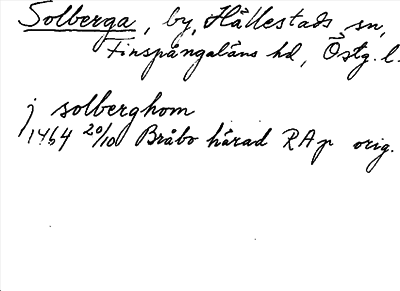 Solberga, by, Hällestads sn,
Finspångaläns hd, Östg. l.
j solberghom
1464 20/10 Bråbo härad RAp orig.